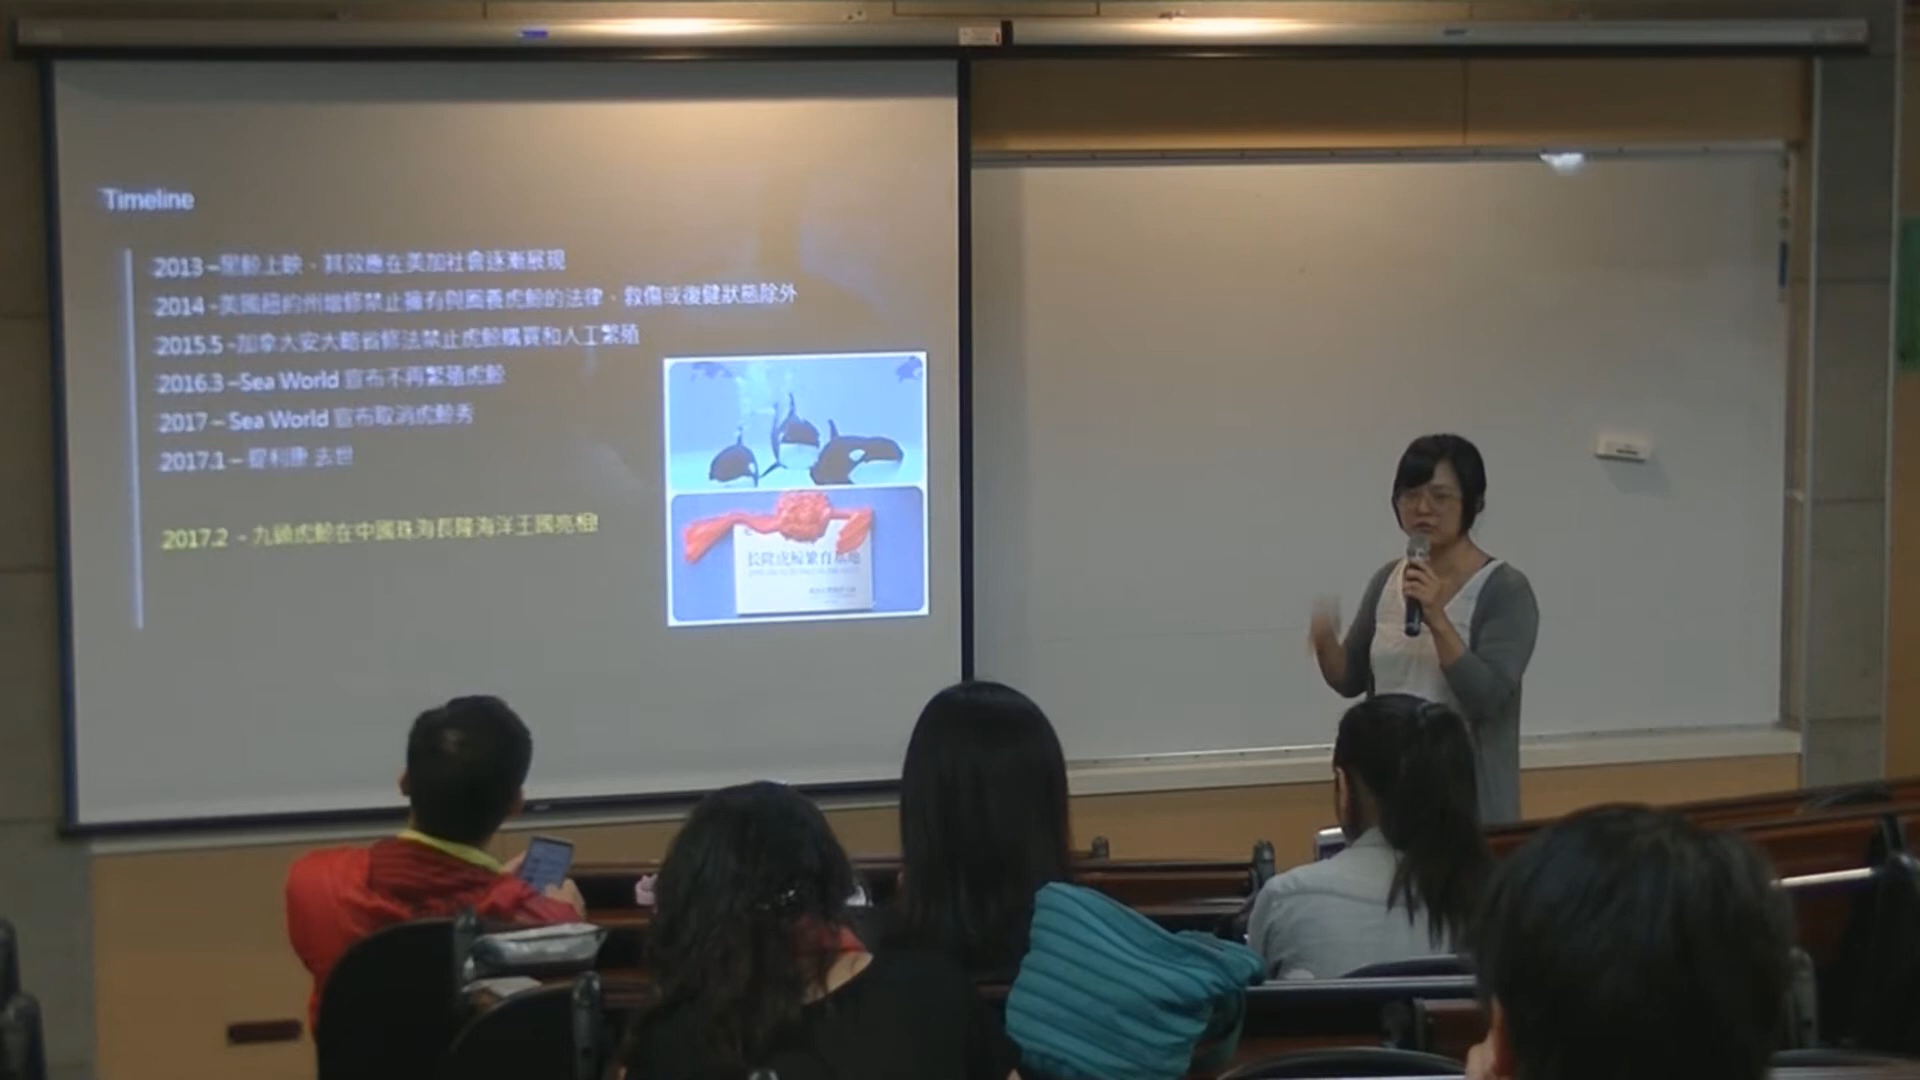 Timeline
2013 –黑鯨上映、其效應在美加社會逐漸展現
2014 -美國紐約州增修禁止擁有與圈養虎鯨的法律、救傷或復健狀態除外
2015.5 -加拿大安大略省修法禁止虎鯨購買和人工繁殖
2016.3 –Sea World 宣布不再繁殖虎鯨
2017 – Sea World 宣布取消虎鯨秀
2017.1 – 提利康 去世
2017.2 - 九頭虎鯨在中國珠海長隆海洋王國亮相!
长隆虎鲸繁育基地